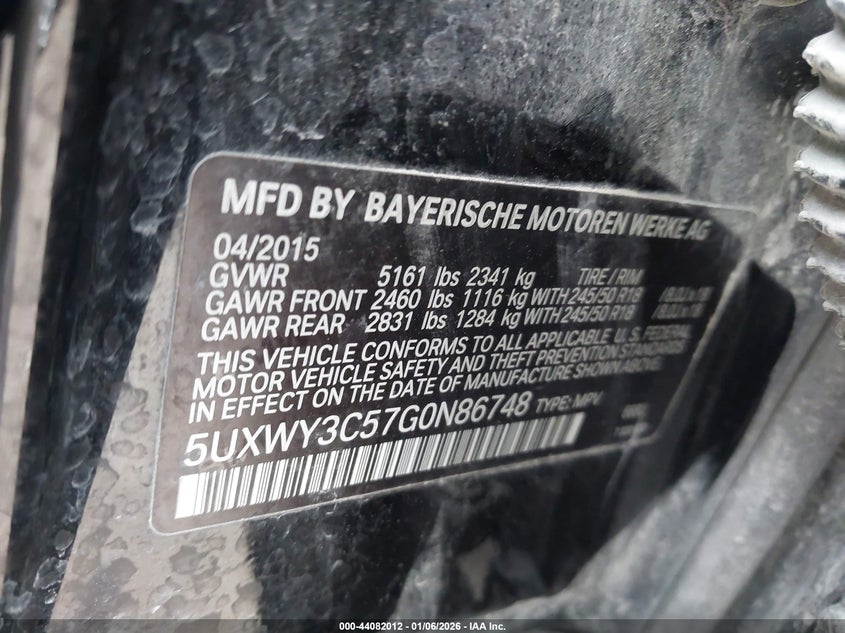 MFD BY BAYERISCHE MOTOREN WERKE AG
04/2015
GVWR 5161 lbs 2341 kg TIRE / RIM
GAWR FRONT 2460 lbs 1116 kg WITH 245/50 R18
GAWR REAR 2831 lbs 1284 kg WITH 245/50 R18
THIS VEHICLE CONFORMS TO ALL APPLICABLE U.S. FEDERAL
MOTOR VEHICLE SAFETY AND THEFT PREVENTION STANDARDS
IN EFFECT ON THE DATE OF MANUFACTURE SHOWN ABOVE.
5UXWY3C57G0N86748 TYPE: MPV
000-44082012 - 01/06/2026 - IAA Inc.